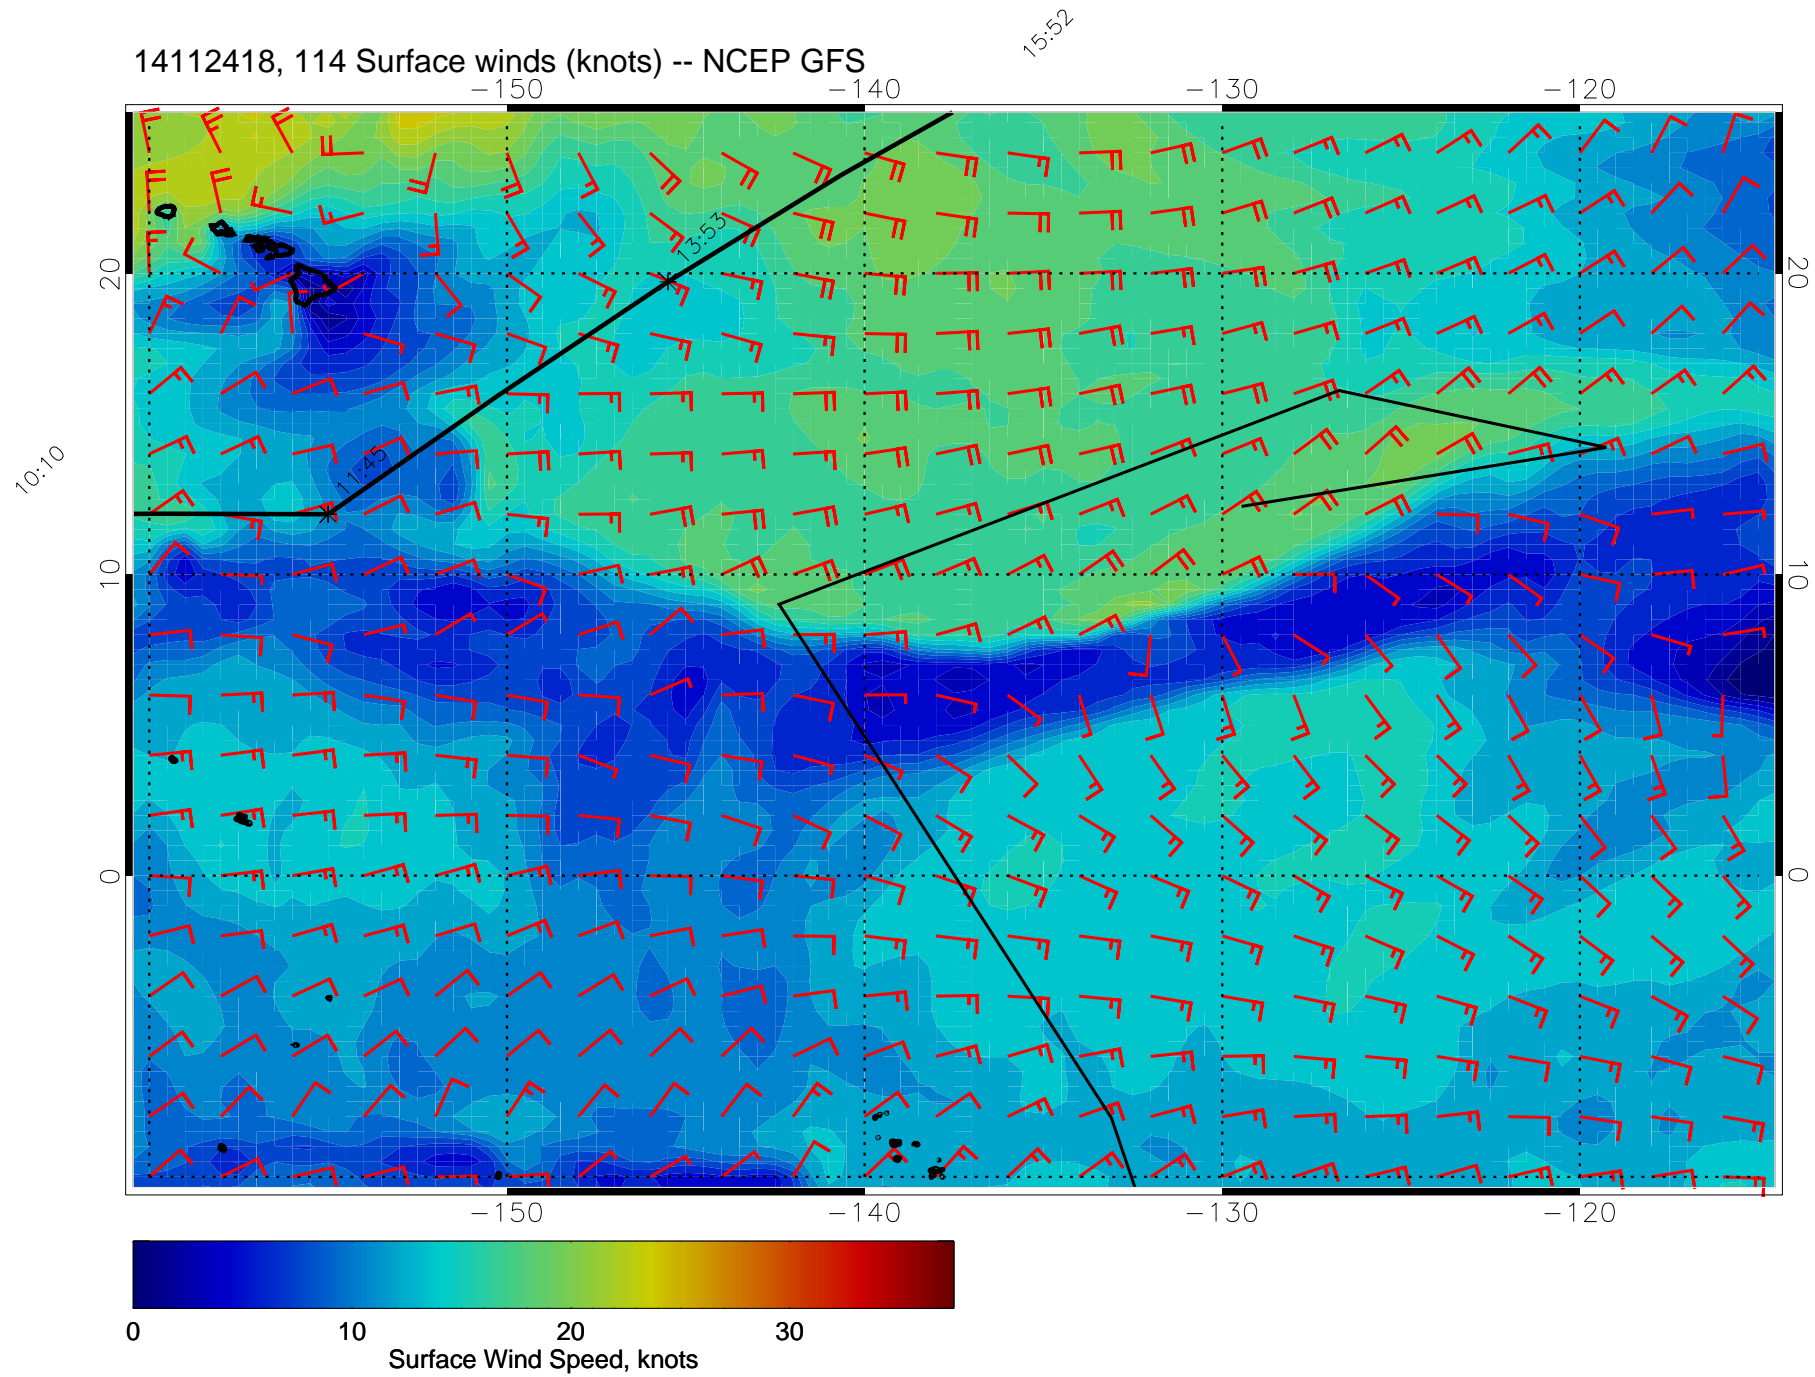 15:52
14112418, 114 Surface winds (knots) -- NCEP GFS
-150 -140 -130 -120
13:53
20 20
11:45
10:10
10 10
0 0
-150 -140 -130 -120
0 10 20 30
Surface Wind Speed, knots